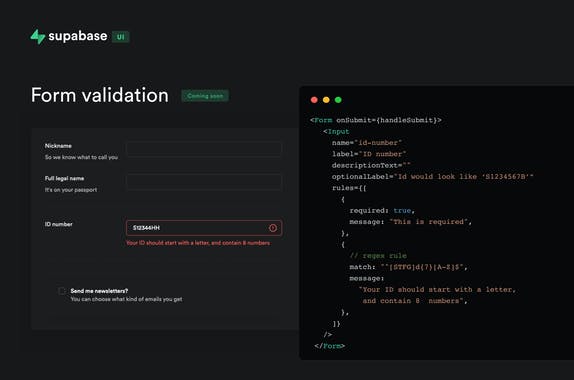 supabase UI
Form validation Coming soon
Nickname
So we know what to call you
Full legal name
It's on your passport
ID number
S12344HH
Your ID should start with a letter, and contain 8 numbers
Send me newsletters?
You can choose what kind of emails you get
<Form onSubmit={handleSubmit}>
<Input
name="id-number"
label="ID number"
descriptionText=""
optionalLabel="Id would look like ‘S1234567B’"
rules={[
{
required: true,
message: "This is required",
},
{
// regex rule
match: "^[STFG]d{7}[A-Z]$",
message:
"Your ID should start with a letter,
and contain 8 numbers",
},
]}
/>
</Form>